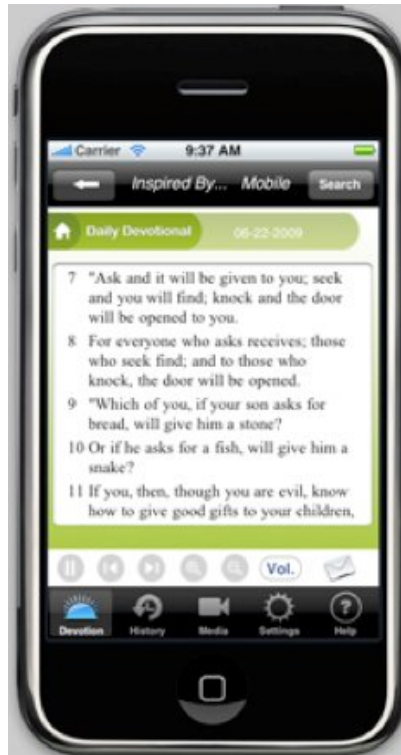 Carrier 9:37 AM
Inspired By... Mobile Search
Daily Devotional 06-22-2009
7 "Ask and it will be given to you; seek
and you will find; knock and the door
will be opened to you.
8 For everyone who asks receives; those
who seek find; and to those who
knock, the door will be opened.
9 "Which of you, if your son asks for
bread, will give him a stone?
10 Or if he asks for a fish, will give him a
snake?
11 If you, then, though you are evil, know
how to give good gifts to your children,
Vol.
Devotion History Media Settings Help